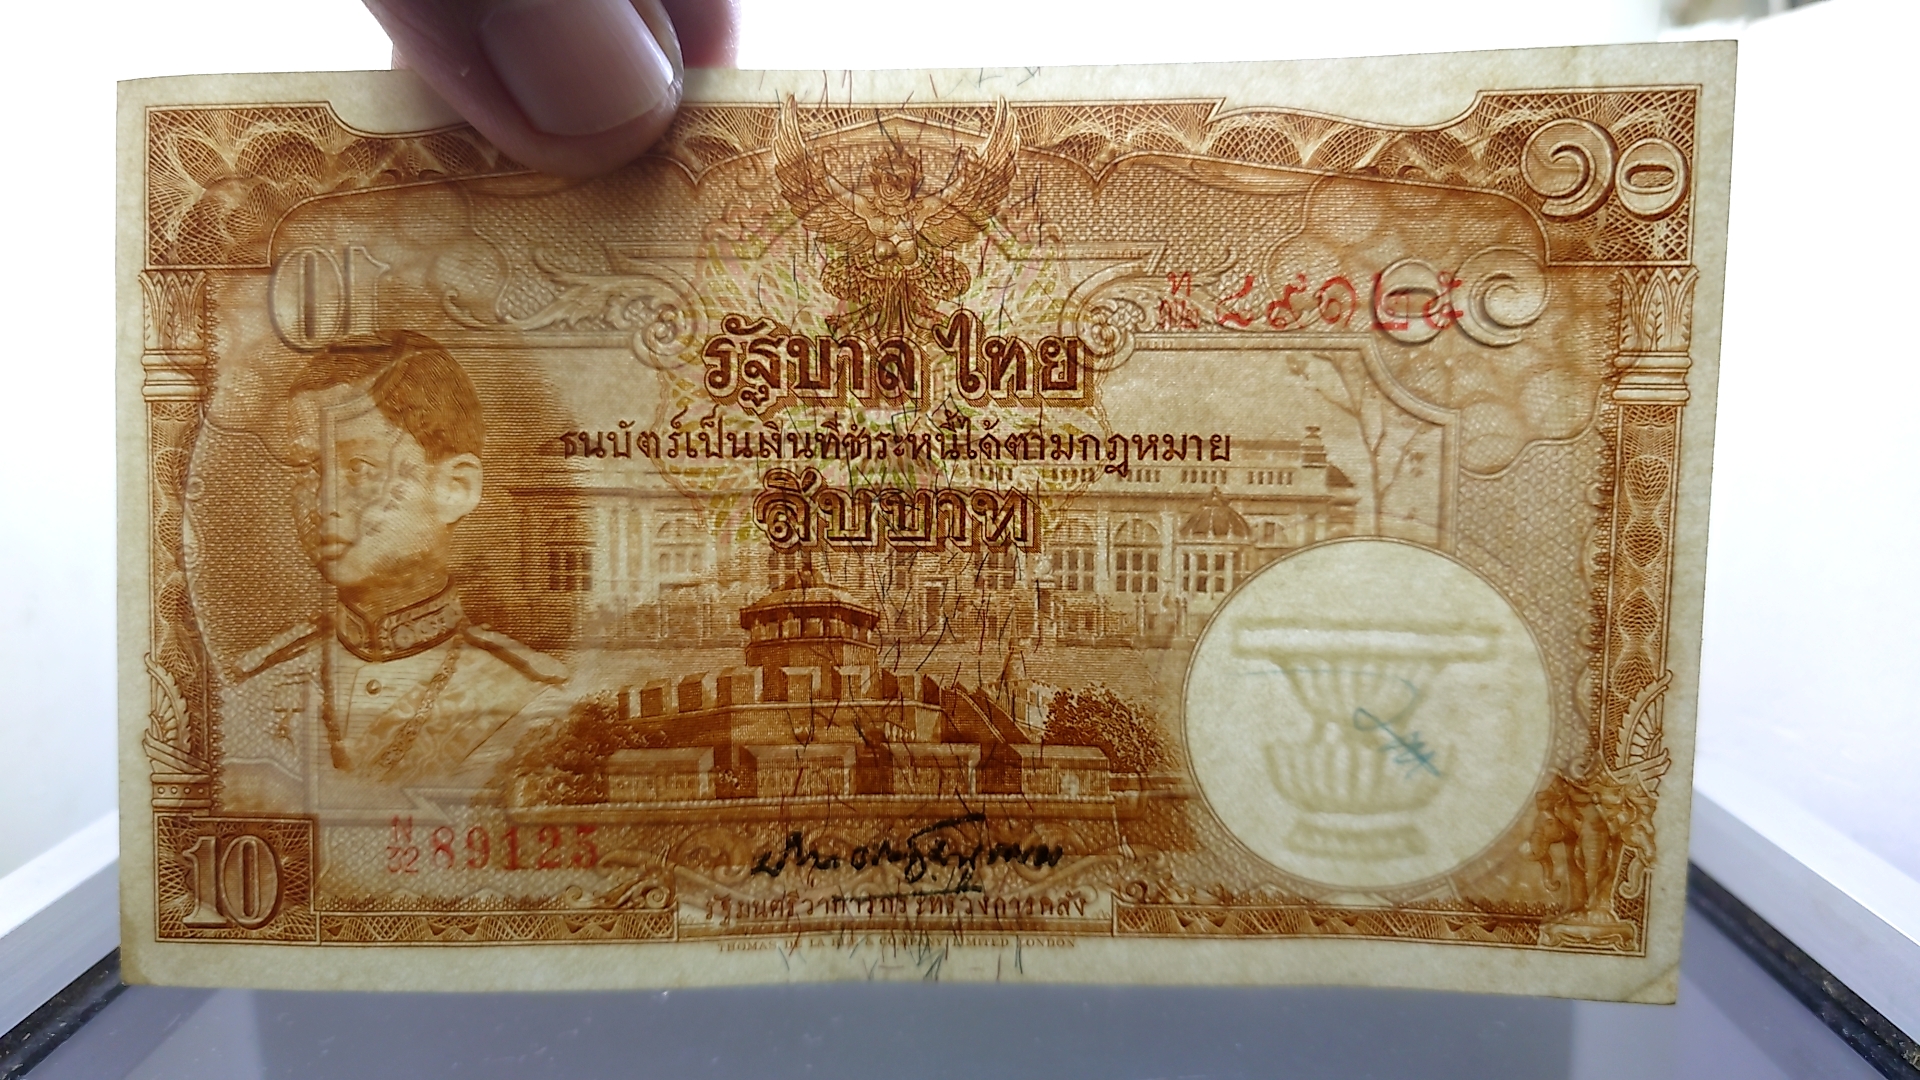 ๑๐
10
ท/๓๒ ๔๙๑๒๕
รัฐบาลไทย
ธนบัตร์เป็นเงินที่ชำระหนี้ได้ตามกฎหมาย
สิบบาท
N/32 89125
รัฐมนตรีว่าการกระทรวงการคลัง
10
THOMAS DE LA RUE & COMPANY LIMITED LONDON